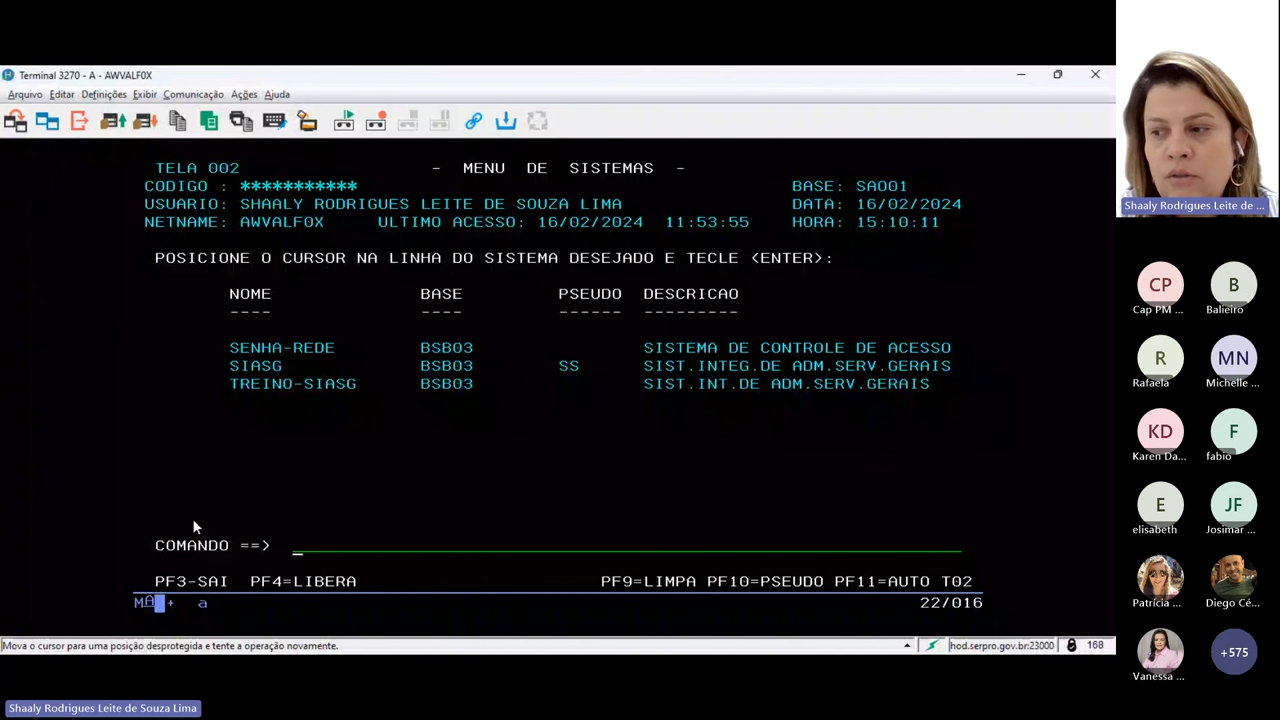 Terminal 3270 - A - AWVALF0X
Arquivo Editar Definições Exibir Comunicação Ações Ajuda
TELA 002 - MENU DE SISTEMAS -
CODIGO : *********** BASE: SAO01
USUARIO: SHAALY RODRIGUES LEITE DE SOUZA LIMA DATA: 16/02/2024
NETNAME: AWVALF0X ULTIMO ACESSO: 16/02/2024 11:53:55 HORA: 15:10:11
POSICIONE O CURSOR NA LINHA DO SISTEMA DESEJADO E TECLE <ENTER>:
NOME BASE PSEUDO DESCRICAO
---- ---- ------ ---------
SENHA-REDE BSB03 SISTEMA DE CONTROLE DE ACESSO
SIASG BSB03 SS SIST.INTEG.DE ADM.SERV.GERAIS
TREINO-SIASG BSB03 SIST.INT.DE ADM.SERV.GERAIS
COMANDO ==>
PF3-SAI PF4=LIBERA PF9=LIMPA PF10=PSEUDO PF11=AUTO T02
MA + a 22/016
Mova o cursor para uma posição desprotegida e tente a operação novamente. hod.serpro.gov.br:23000 168
Shaaly Rodrigues Leite de Souza Lima
Shaaly Rodrigues Leite de ...
CP B
Cap PM ... Balieiro
R MN
Rafaela Michelle ...
KD F
Karen Da... fabio
E JF
elisabeth Josimar ...
Patrícia ... Diego Cé...
+575
Vanessa ...